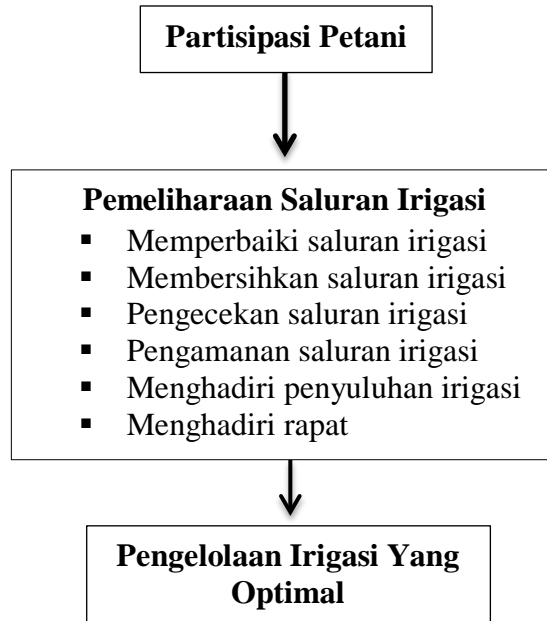 Partisipasi Petani
Pemeliharaan Saluran Irigasi
▪ Memperbaiki saluran irigasi
▪ Membersihkan saluran irigasi
▪ Pengecekan saluran irigasi
▪ Pengamanan saluran irigasi
▪ Menghadiri penyuluhan irigasi
▪ Menghadiri rapat
Pengelolaan Irigasi Yang
Optimal